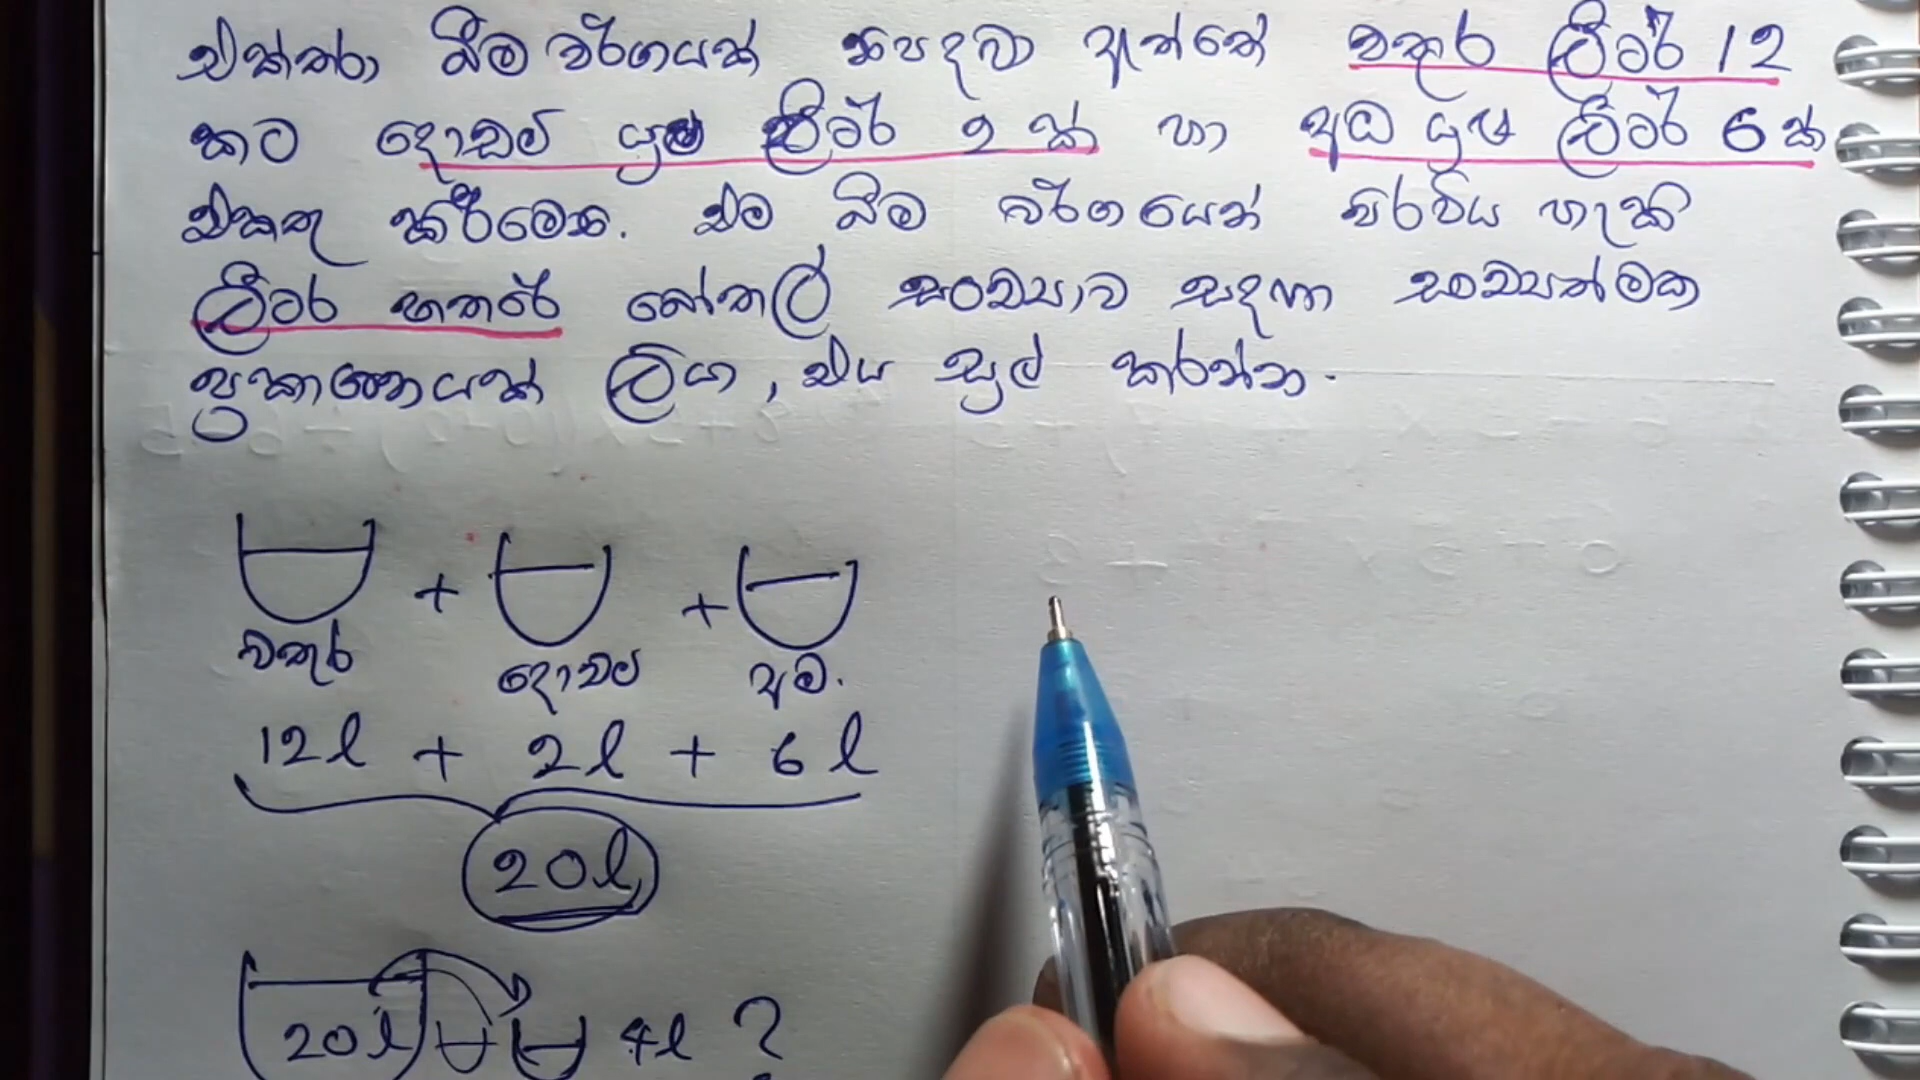 එක්තරා බීම වර්ගයක් සපදවා ඇත්තේ වතුර ලීටර් 12
කට දොඩම් යුෂ ලීටර් 2 ක් හා අඹ යුෂ ලීටර් 6 ක්
එකතු කිරීමෙනි. එම බීම වර්ගයෙන් පිරවිය හැකි
ලීටර හතරේ බෝතල් සංඛ්‍යාව සඳහා සංඛ්‍යාත්මක
ප්‍රකාශනයක් ලියා , එය සුළු කරන්න.
+ +
වතුර දොඩම් අඹ.
12l + 2l + 6l
20l
20l 4l ?